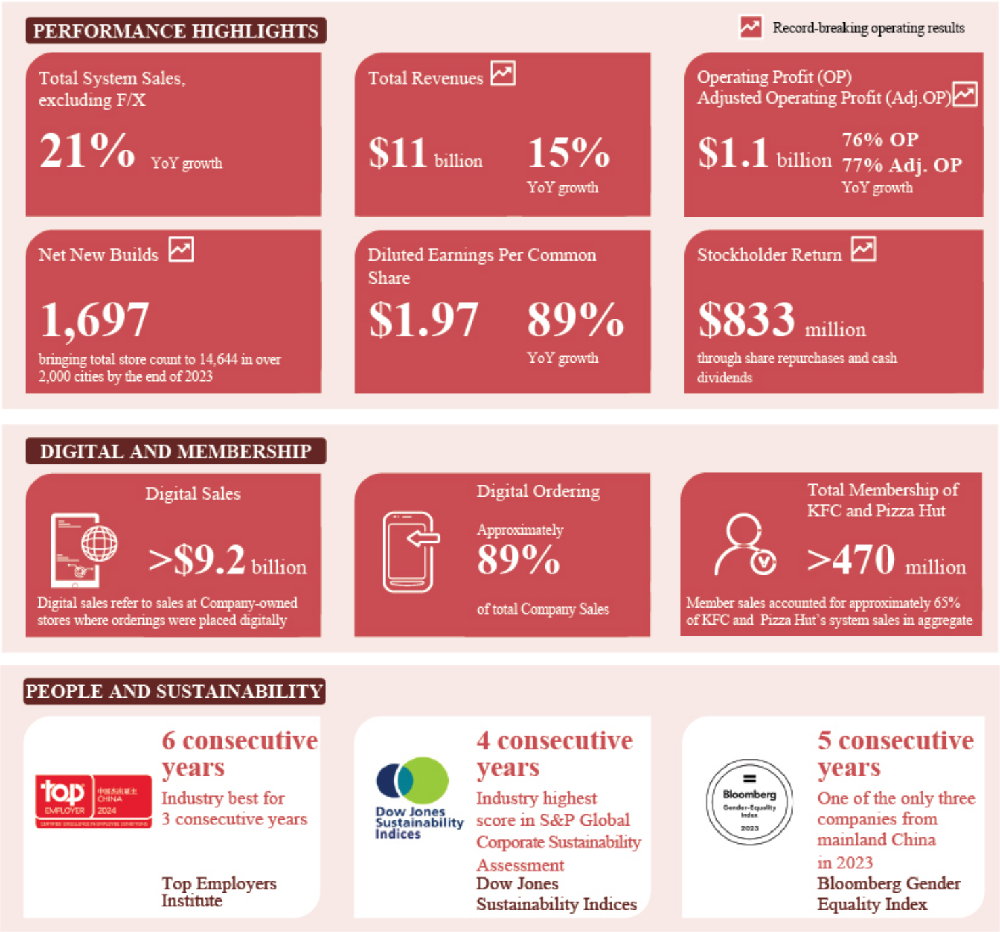 PERFORMANCE HIGHLIGHTS
Record-breaking operating results
Total System Sales,
excluding F/X
21% YoY growth
Total Revenues
$11 billion 15%
YoY growth
Operating Profit (OP)
Adjusted Operating Profit (Adj.OP)
$1.1 billion
76% OP
77% Adj. OP
YoY growth
Net New Builds
1,697
bringing total store count to 14,644 in over
2,000 cities by the end of 2023
Diluted Earnings Per Common
Share
$1.97 89%
YoY growth
Stockholder Return
$833 million
through share repurchases and cash
dividends
DIGITAL AND MEMBERSHIP
Digital Sales
>$9.2 billion
Digital sales refer to sales at Company-owned
stores where orderings were placed digitally
Digital Ordering
Approximately
89%
of total Company Sales
Total Membership of
KFC and Pizza Hut
>470 million
Member sales accounted for approximately 65%
of KFC and Pizza Hut's system sales in aggregate
PEOPLE AND SUSTAINABILITY
top
EMPLOYER
CHINA
2024
CERTIFIED EXCELLENCE IN EMPLOYEE CONDITIONS
6 consecutive
years
Industry best for
3 consecutive years
Top Employers
Institute
Dow Jones
Sustainability
Indices
4 consecutive
years
Industry highest
score in S&P Global
Corporate Sustainability
Assessment
Dow Jones
Sustainability Indices
Bloomberg
Gender-Equality
Index
2023
5 consecutive
years
One of the only three
companies from
mainland China
in 2023
Bloomberg Gender
Equality Index